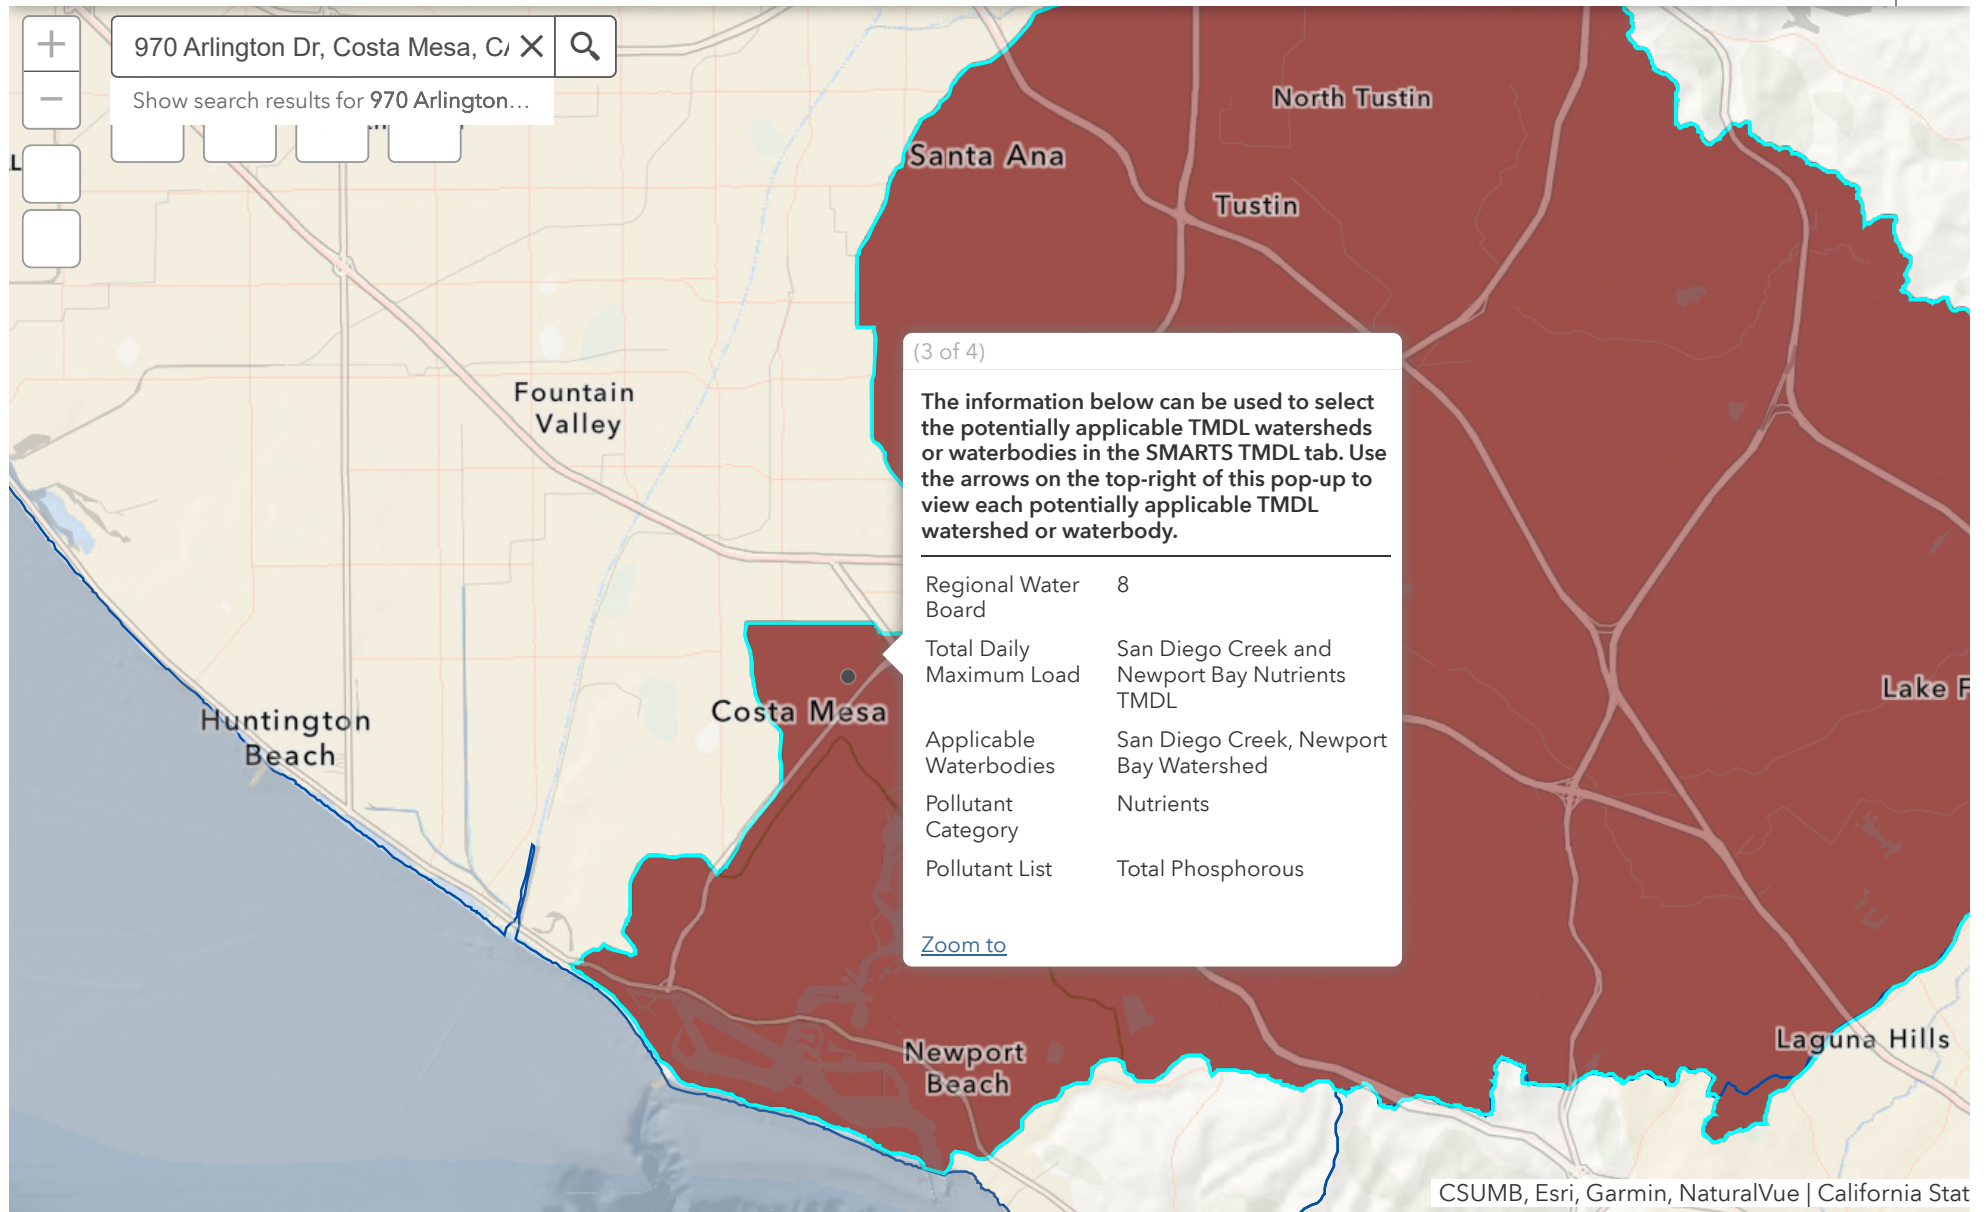 970 Arlington Dr, Costa Mesa, CA
Show search results for 970 Arlington...
North Tustin
Santa Ana
Tustin
(3 of 4)
The information below can be used to select
the potentially applicable TMDL watersheds
or waterbodies in the SMARTS TMDL tab. Use
the arrows on the top-right of this pop-up to
view each potentially applicable TMDL
watershed or waterbody.
Fountain
Valley
Regional Water 8
Board
Total Daily San Diego Creek and
Maximum Load Newport Bay Nutrients
TMDL
Applicable San Diego Creek, Newport
Waterbodies Bay Watershed
Pollutant Nutrients
Category
Pollutant List Total Phosphorous
Zoom to
Costa Mesa
Huntington
Beach
Lake F
Newport
Beach
Laguna Hills
CSUMB, Esri, Garmin, NaturalVue | California Stat